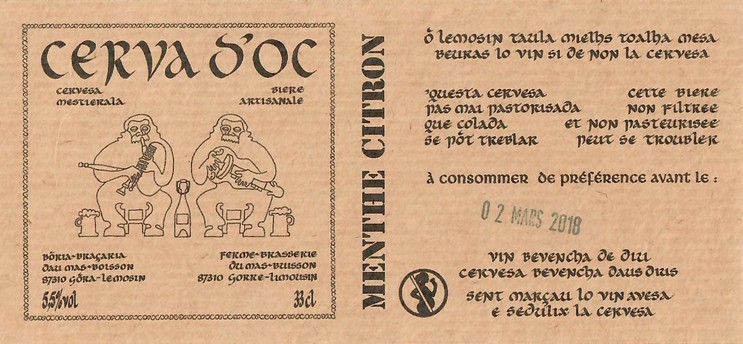 CERVA D'OC
CERVESA
MESTIERALA
BIERE
ARTISANALE
BÒRIA-BRAÇARIA
DAU MAS-BOISSON
87310 GÒRA-LEMOSIN
FERME-BRASSERIE
DU MAS-BUISSON
87310 GORRE-LIMOUSIN
5,5%vol
33cl
MENTHE CITRON
Ò LEMOSIN TAULA MIELHS TOALHA MESA
BEURAS LO VIN SI DE NON LA CERVESA
'QUESTA CERVESA
PAS MAI PASTORISADA
QUE COLADA
SE PÒT TREBLAR
CETTE BIERE
NON FILTREE
ET NON PASTEURISEE
PEUT SE TROUBLER
À CONSOMMER DE PRÉFÉRENCE AVANT LE :
02 MARS 2018
VIN BEVENCHA DE DIU
CERVESA BEVENCHA DAUS DIUS
SENT MARÇAU LO VIN AVESA
E SEDULIX LA CERVESA